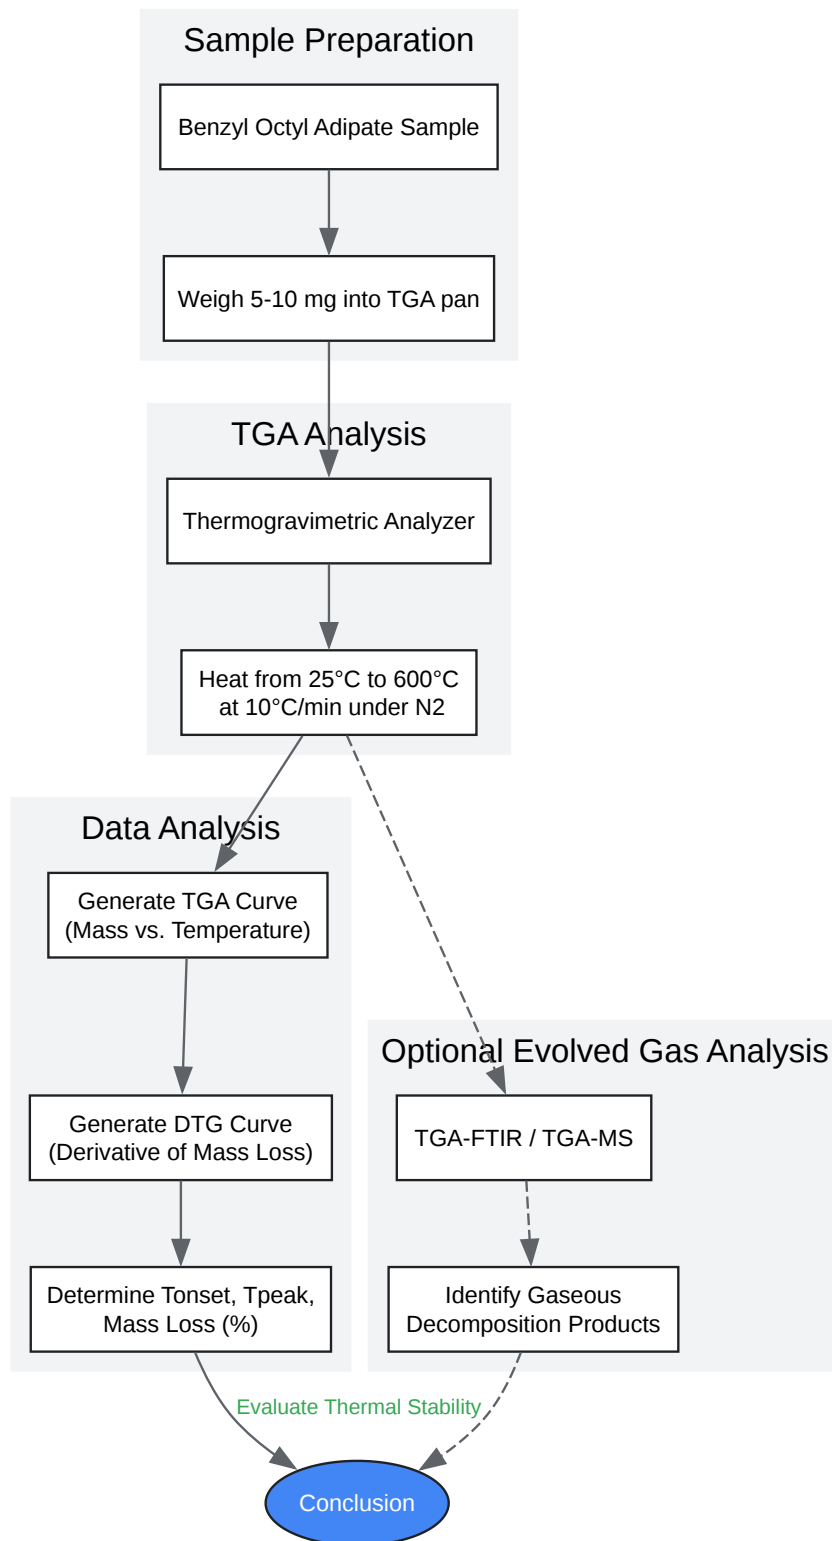 Sample Preparation
Benzyl Octyl Adipate Sample
Weigh 5-10 mg into TGA pan
TGA Analysis
Thermogravimetric Analyzer
Heat from 25°C to 600°C
at 10°C/min under N2
Data Analysis
Generate TGA Curve
(Mass vs. Temperature)
Generate DTG Curve
(Derivative of Mass Loss)
Determine Tonset, Tpeak,
Mass Loss (%)
Optional Evolved Gas Analysis
TGA-FTIR / TGA-MS
Identify Gaseous
Decomposition Products
Evaluate Thermal Stability
Conclusion